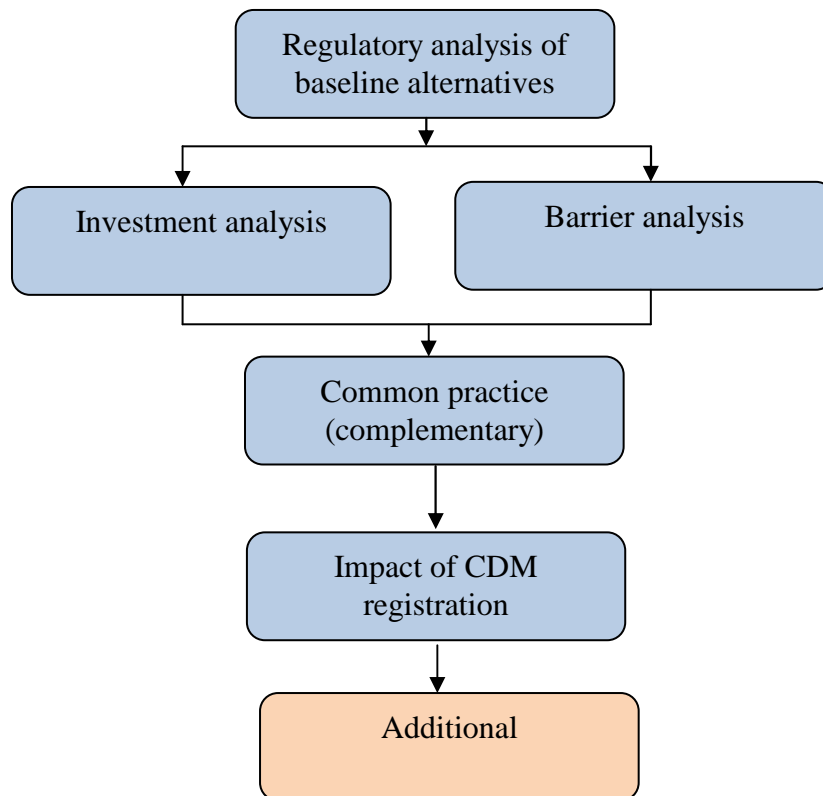 Regulatory analysis of
baseline alternatives
Investment analysis
Barrier analysis
Common practice
(complementary)
Impact of CDM
registration
Additional